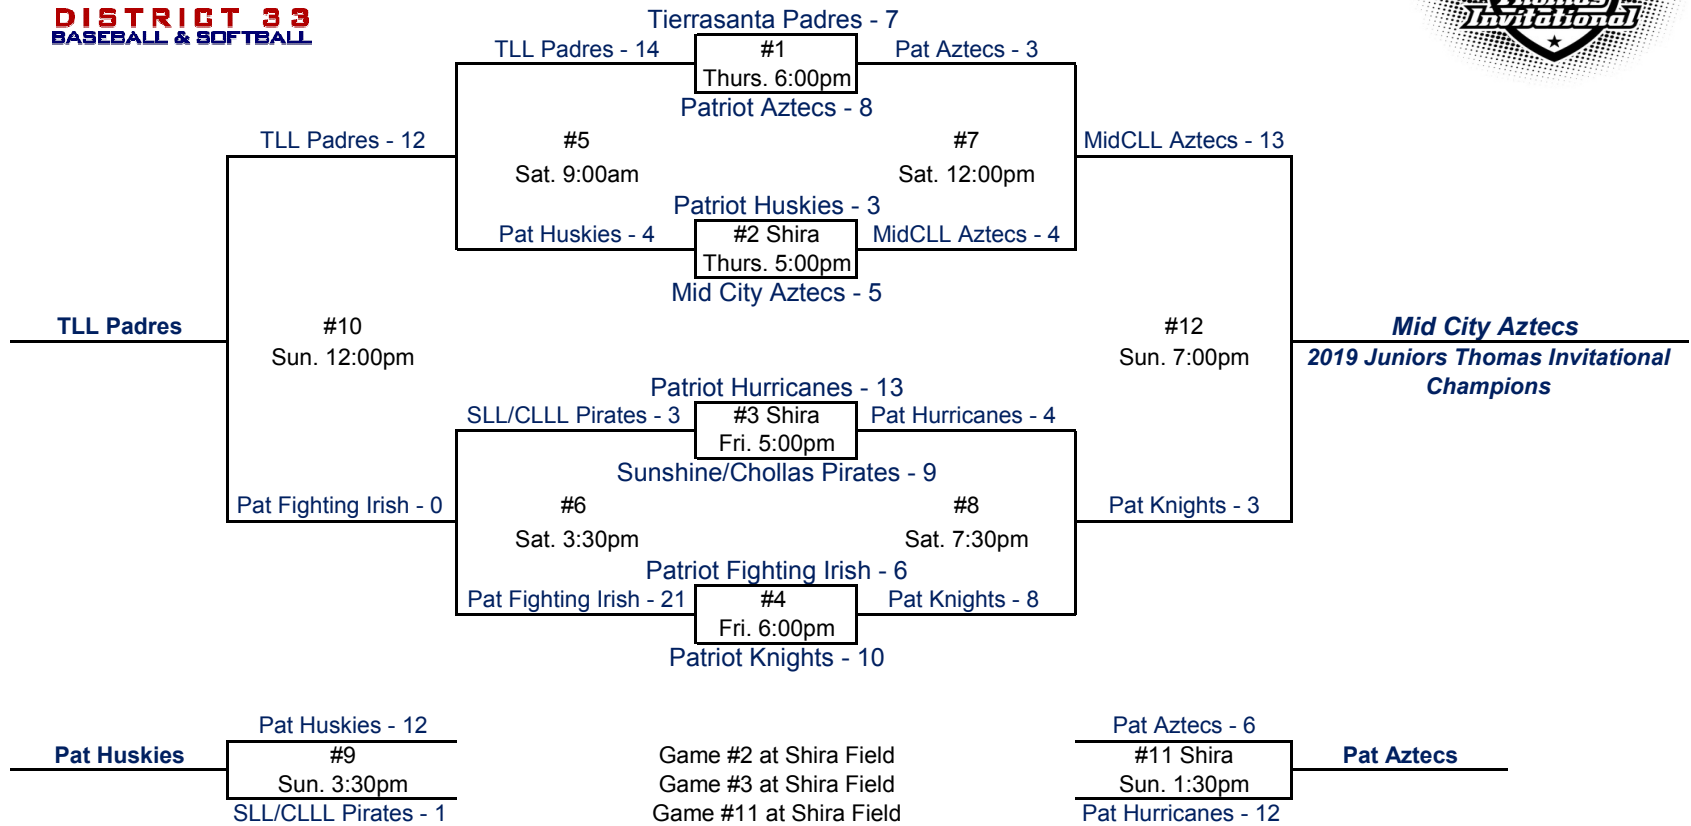 DISTRICT 33
BASEBALL & SOFTBALL
Thomas
Invitational
Tierrasanta Padres - 7
TLL Padres - 14
#1
Pat Aztecs - 3
Thurs. 6:00pm
Patriot Aztecs - 8
TLL Padres - 12
#5
#7
MidCLL Aztecs - 13
Sat. 9:00am
Sat. 12:00pm
Patriot Huskies - 3
Pat Huskies - 4
#2 Shira
MidCLL Aztecs - 4
Thurs. 5:00pm
Mid City Aztecs - 5
TLL Padres
#10
#12
Mid City Aztecs
Sun. 12:00pm
Sun. 7:00pm
2019 Juniors Thomas Invitational
Champions
Patriot Hurricanes - 13
SLL/CLLL Pirates - 3
#3 Shira
Pat Hurricanes - 4
Fri. 5:00pm
Sunshine/Chollas Pirates - 9
Pat Fighting Irish - 0
#6
#8
Pat Knights - 3
Sat. 3:30pm
Sat. 7:30pm
Patriot Fighting Irish - 6
Pat Fighting Irish - 21
#4
Pat Knights - 8
Fri. 6:00pm
Patriot Knights - 10
Pat Huskies - 12
Pat Aztecs - 6
Pat Huskies
#9
Game #2 at Shira Field
#11 Shira
Pat Aztecs
Sun. 3:30pm
Game #3 at Shira Field
Sun. 1:30pm
SLL/CLLL Pirates - 1
Game #11 at Shira Field
Pat Hurricanes - 12